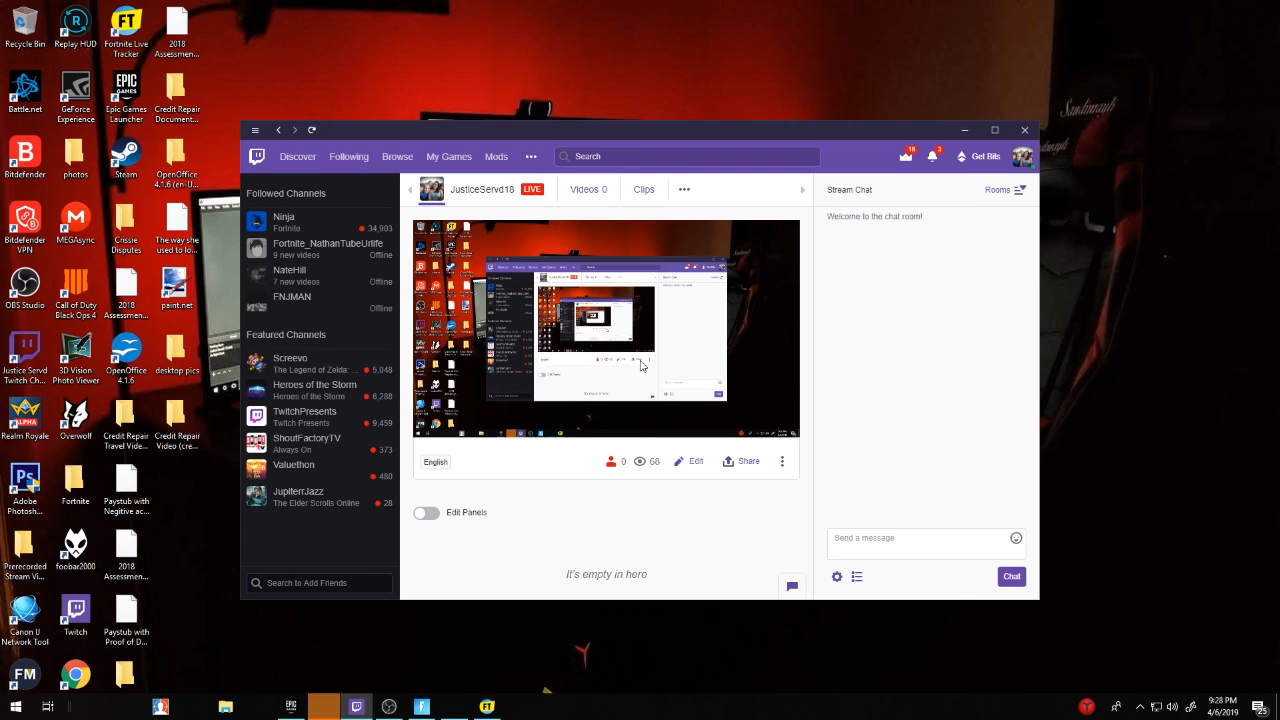 Recycle Bin
Replay HUD
Fortnite Live
Tracker
2018
Assessmen...
Battle.net
GeForce
Experience
Epic Games
Launcher
Credit Repair
Departmen...
Bitdefender
photos
Steam
OpenOffice
4.1.6 (en-U...
Bitdefender
VPN
MEGAsync
Crissie
Disputes
The way she
used to lo...
OBS Studio
Call of Duty
Black Ops 4
2018
Assessmen...
paint.net
Justice Servd
Twitch Ch...
3D Vision
Photo Viewer
OpenOffice
4.1.6
desktop pics
Realm Royale
Overwolf
Credit Repair
Travel Vide...
Credit Repair
Video (cre...
Adobe
Photosh...
Fortnite
Paystub with
Negitive ac...
Prerecorded
Stream Vi...
foobar2000
2018
Assessmen...
Canon IJ
Network Tool
Twitch
Paystub with
Proof of D...
Discover
Following
Browse
My Games
Mods
Search
18
3
Get Bits
Followed Channels
Ninja
Fortnite
34,903
Fortnite_NathanTubeUrlife
9 new videos
Offline
NateHill
7 new videos
Offline
FNJMAN
Offline
Featured Channels
Screevo
The Legend of Zelda: ...
5,048
Heroes of the Storm
Heroes of the Storm
6,288
TwitchPresents
Twitch Presents
9,459
ShoutFactoryTV
Always On
373
Valuethon
480
JupiterrJazz
The Elder Scrolls Online
28
Search to Add Friends
JusticeServd18
LIVE
Videos 0
Clips
English
0
68
Edit
Share
Edit Panels
It's empty in here
Stream Chat
Rooms
Welcome to the chat room!
Send a message
Chat
9:28 PM
4/6/2019
25